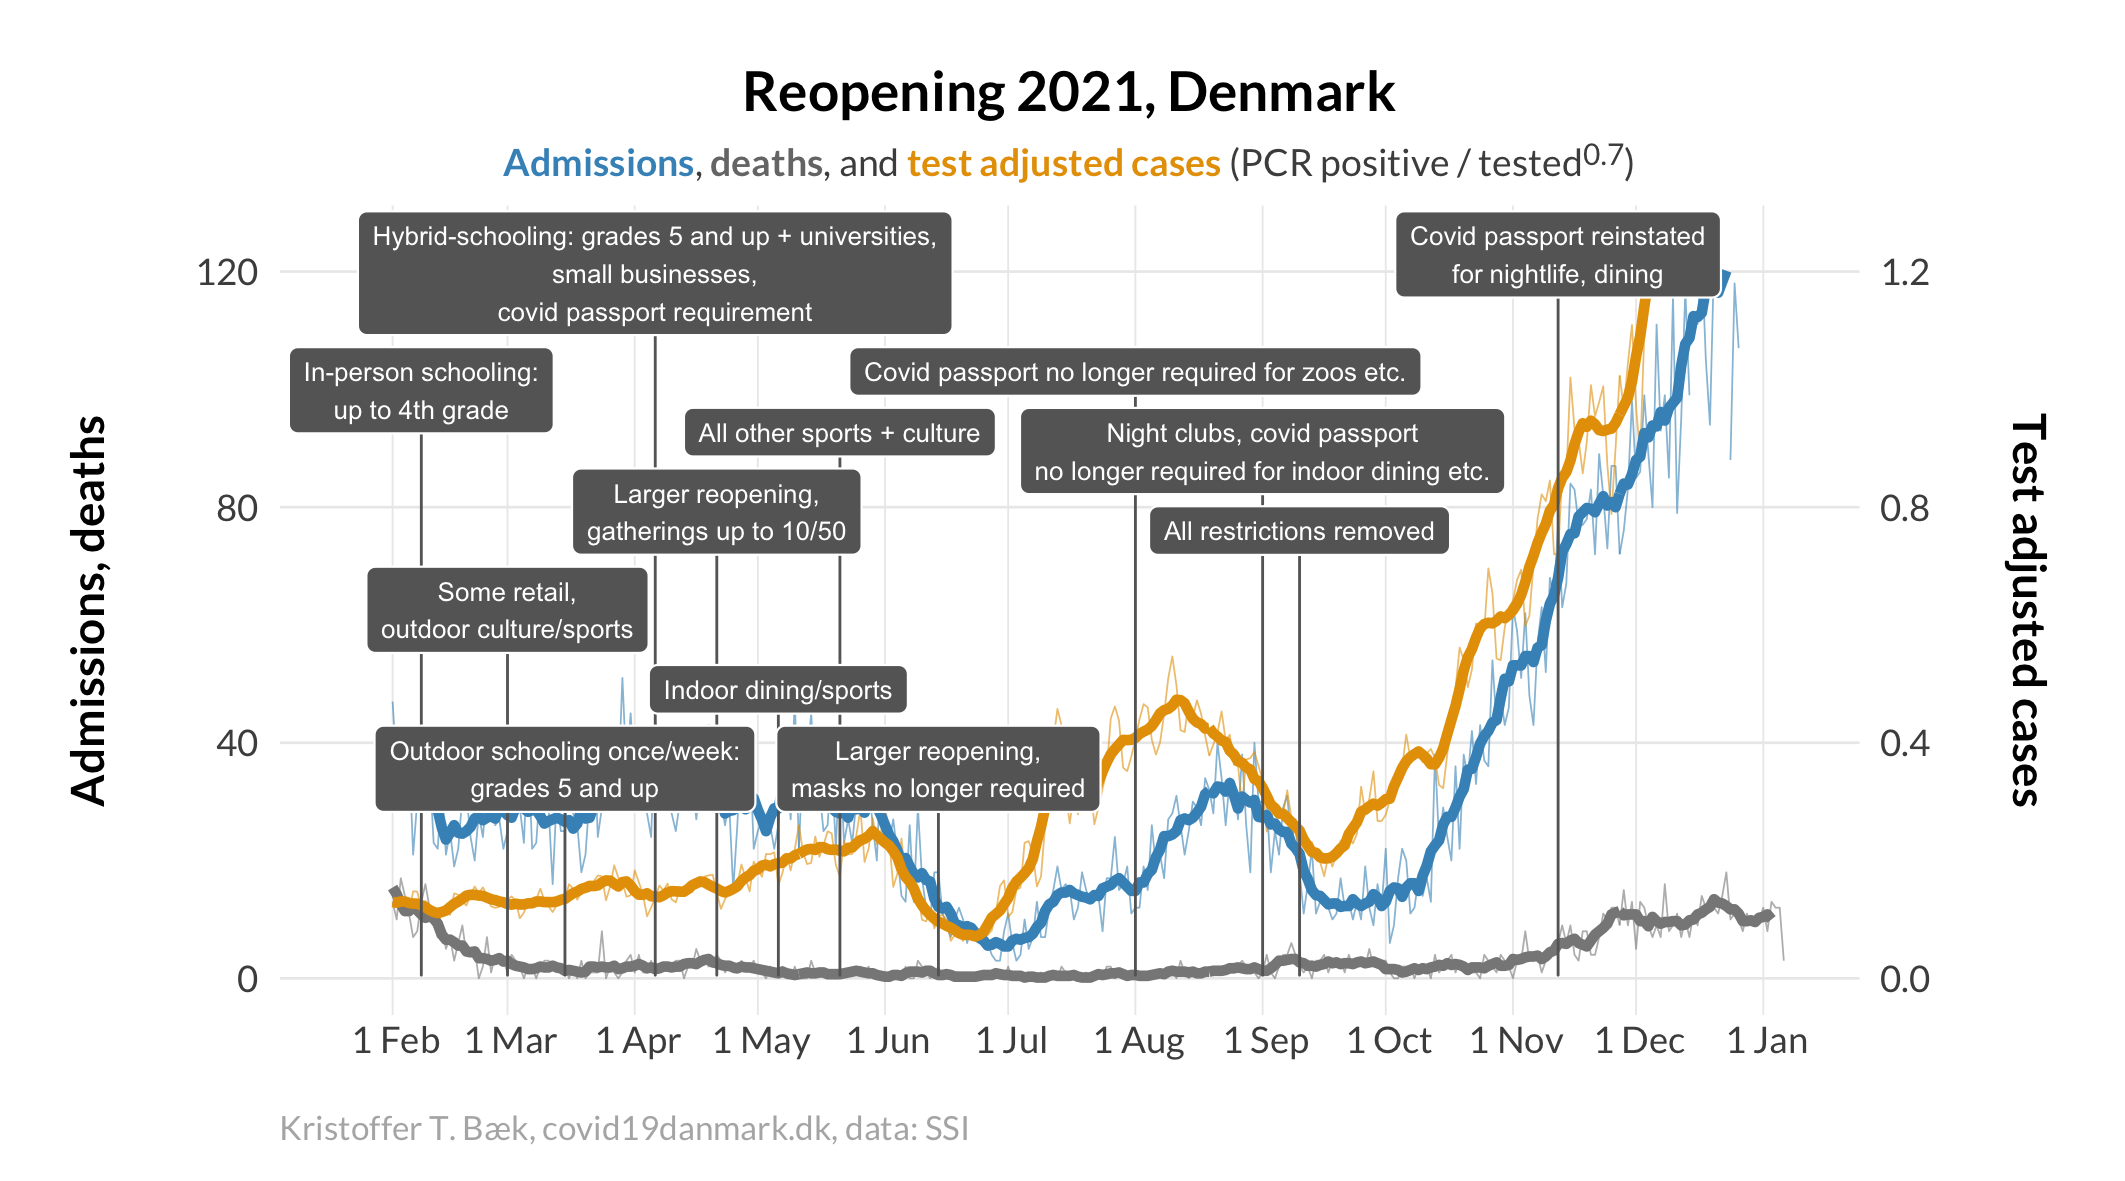 Reopening 2021, Denmark
Admissions, deaths, and test adjusted cases (PCR positive / tested^0.7)
Hybrid-schooling: grades 5 and up + universities,
small businesses,
covid passport requirement
Covid passport reinstated
for nightlife, dining
In-person schooling:
up to 4th grade
Covid passport no longer required for zoos etc.
All other sports + culture
Night clubs, covid passport
no longer required for indoor dining etc.
Larger reopening,
gatherings up to 10/50
All restrictions removed
Some retail,
outdoor culture/sports
Indoor dining/sports
Outdoor schooling once/week:
grades 5 and up
Larger reopening,
masks no longer required
Admissions, deaths
120
80
40
0
1.2
0.8
0.4
0.0
Test adjusted cases
1 Feb 1 Mar 1 Apr 1 May 1 Jun 1 Jul 1 Aug 1 Sep 1 Oct 1 Nov 1 Dec 1 Jan
Kristoffer T. Bæk, covid19danmark.dk, data: SSI